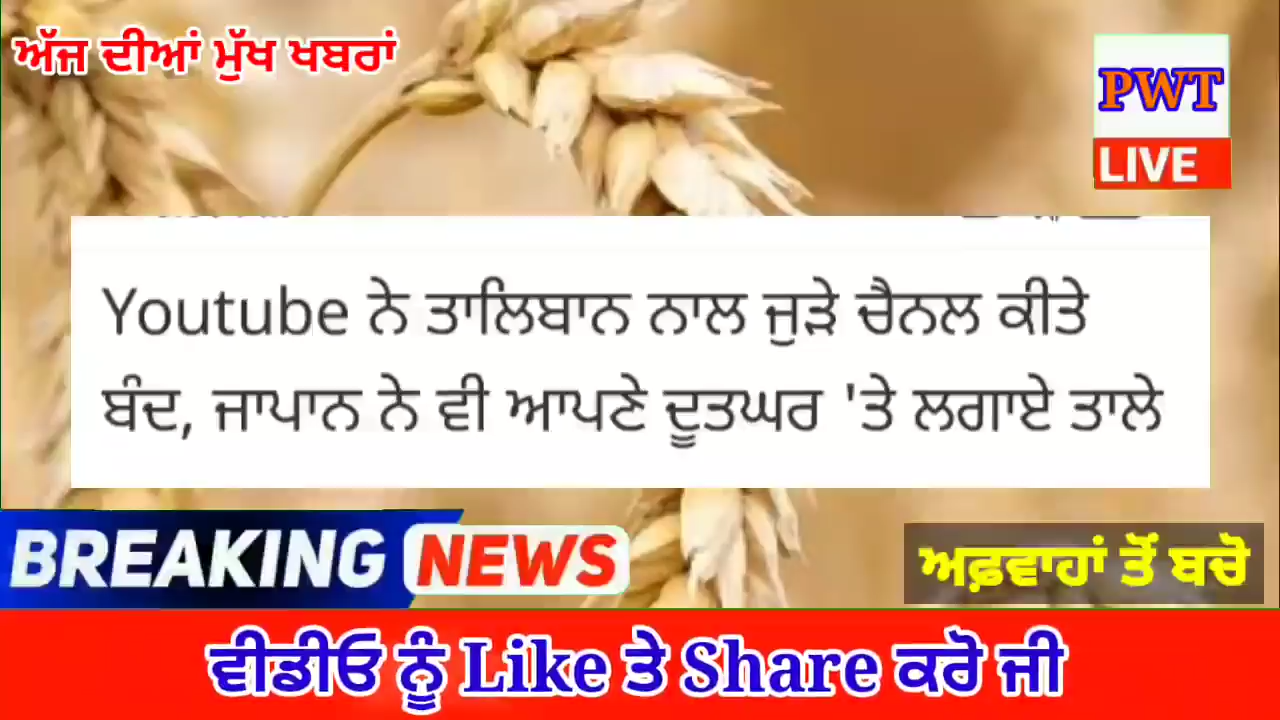 ਅੱਜ ਦੀਆਂ ਮੁੱਖ ਖਬਰਾਂ
PWT
LIVE
Youtube ਨੇ ਤਾਲਿਬਾਨ ਨਾਲ ਜੁੜੇ ਚੈਨਲ ਕੀਤੇ
ਬੰਦ, ਜਾਪਾਨ ਨੇ ਵੀ ਆਪਣੇ ਦੂਤਘਰ 'ਤੇ ਲਗਾਏ ਤਾਲੇ
BREAKING NEWS
ਅਫ਼ਵਾਹਾਂ ਤੋਂ ਬਚੋ
ਵੀਡੀਓ ਨੂੰ Like ਤੇ Share ਕਰੋ ਜੀ